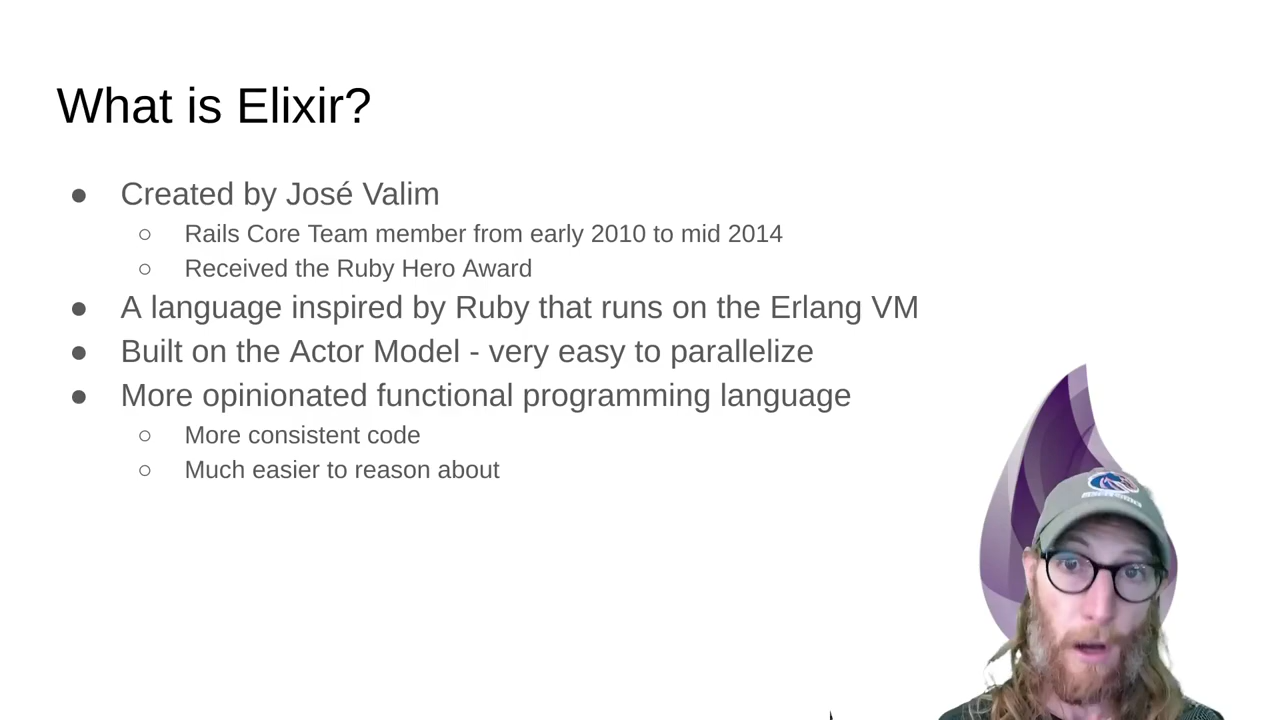 What is Elixir?
● Created by José Valim
○ Rails Core Team member from early 2010 to mid 2014
○ Received the Ruby Hero Award
● A language inspired by Ruby that runs on the Erlang VM
● Built on the Actor Model - very easy to parallelize
● More opinionated functional programming language
○ More consistent code
○ Much easier to reason about